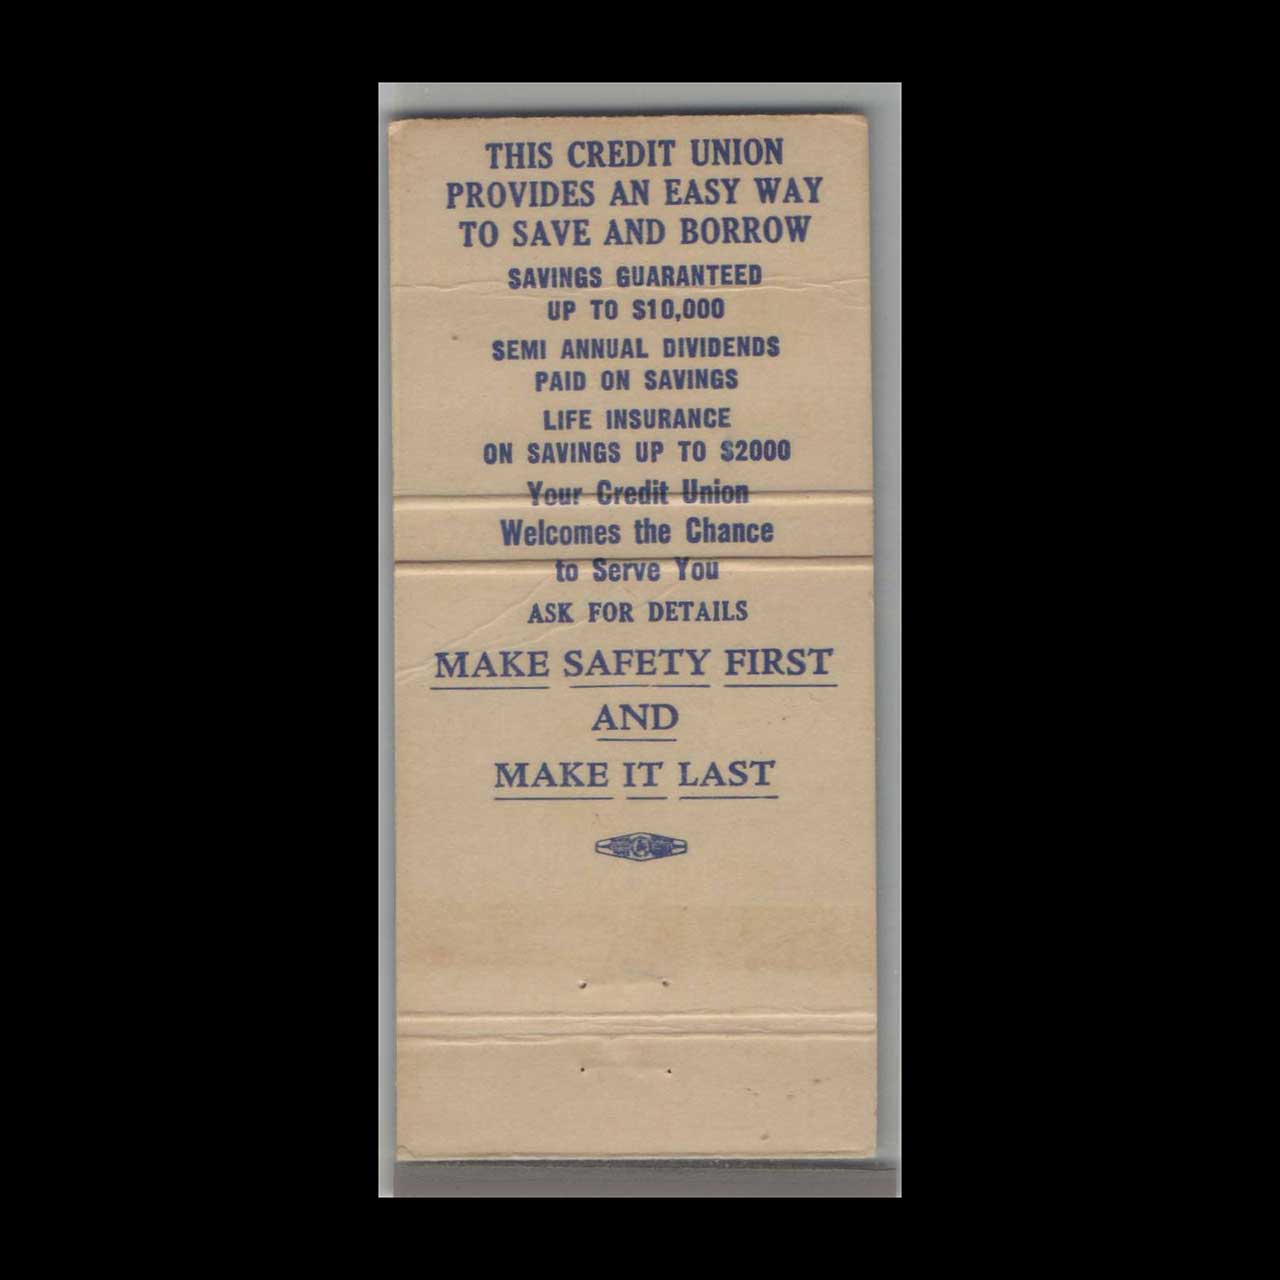 THIS CREDIT UNION
PROVIDES AN EASY WAY
TO SAVE AND BORROW
SAVINGS GUARANTEED
UP TO $10,000
SEMI ANNUAL DIVIDENDS
PAID ON SAVINGS
LIFE INSURANCE
ON SAVINGS UP TO $2000
Your Credit Union
Welcomes the Chance
to Serve You
ASK FOR DETAILS
MAKE SAFETY FIRST
AND
MAKE IT LAST